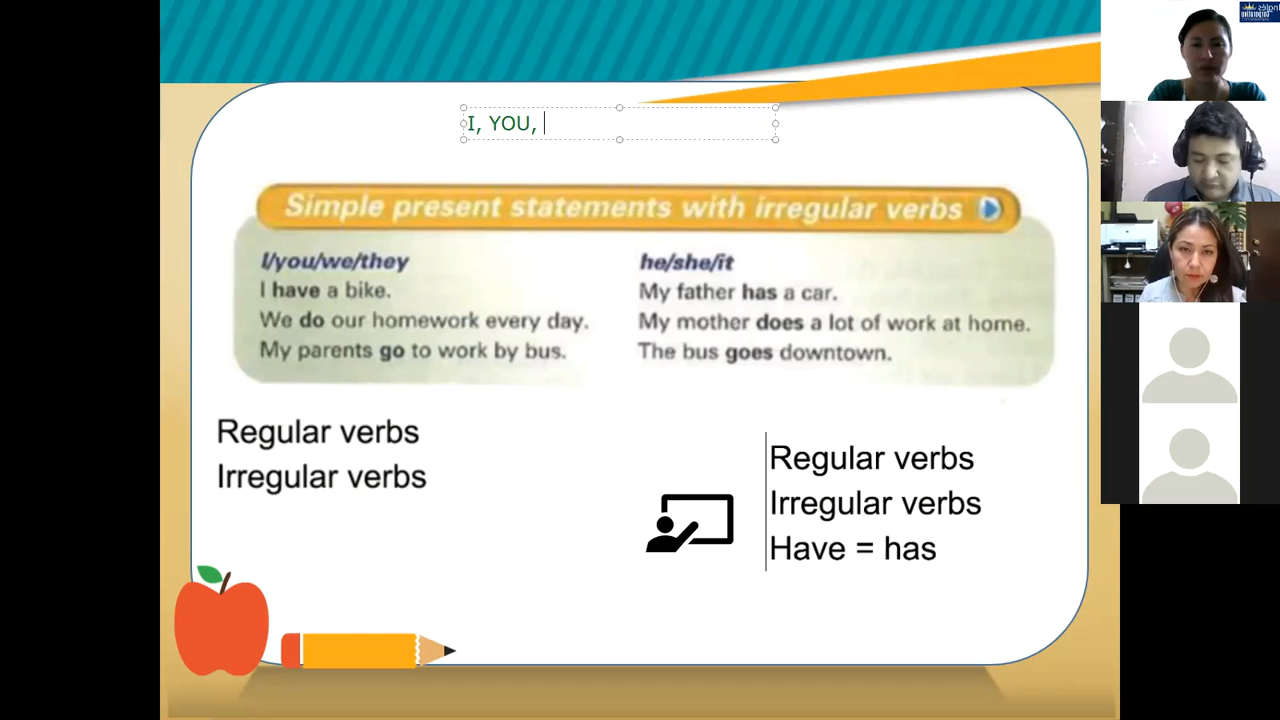 I, YOU,
Simple present statements with irregular verbs
I/you/we/they
I have a bike.
We do our homework every day.
My parents go to work by bus.
he/she/it
My father has a car.
My mother does a lot of work at home.
The bus goes downtown.
Regular verbs
Irregular verbs
Regular verbs
Irregular verbs
Have = has